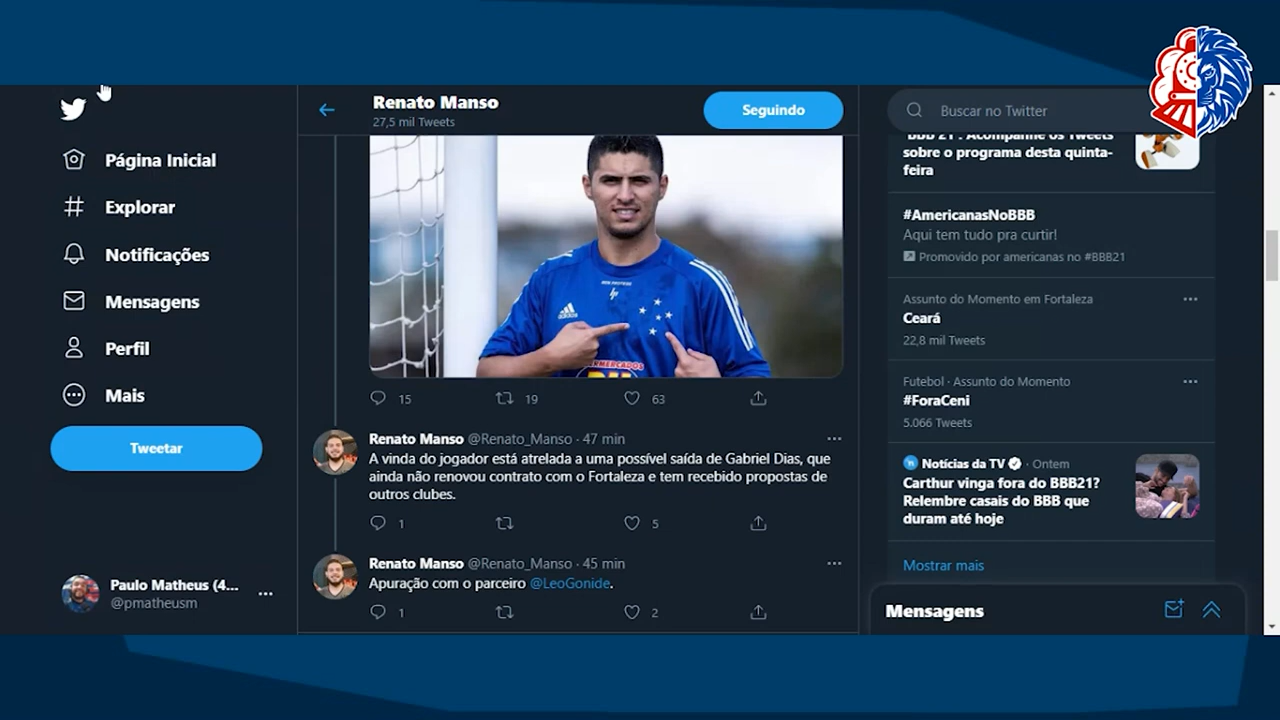 Página Inicial
Explorar
Notificações
Mensagens
Perfil
Mais
Tweetar
Paulo Matheus (4...
@pmatheusm
Renato Manso
27,5 mil Tweets
Seguindo
15
19
63
Renato Manso @Renato_Manso · 47 min
A vinda do jogador está atrelada a uma possível saída de Gabriel Dias, que
ainda não renovou contrato com o Fortaleza e tem recebido propostas de
outros clubes.
1
5
Renato Manso @Renato_Manso · 45 min
Apuração com o parceiro @LeoGonide.
1
2
Buscar no Twitter
'BBB 21': Acompanhe os Tweets
sobre o programa desta quinta-
feira
#AmericanasNoBBB
Aqui tem tudo pra curtir!
Promovido por americanas no #BBB21
Assunto do Momento em Fortaleza
Ceará
22,8 mil Tweets
Futebol · Assunto do Momento
#ForaCeni
5.066 Tweets
Notícias da TV · Ontem
Carthur vinga fora do BBB21?
Relembre casais do BBB que
duram até hoje
Mostrar mais
Mensagens